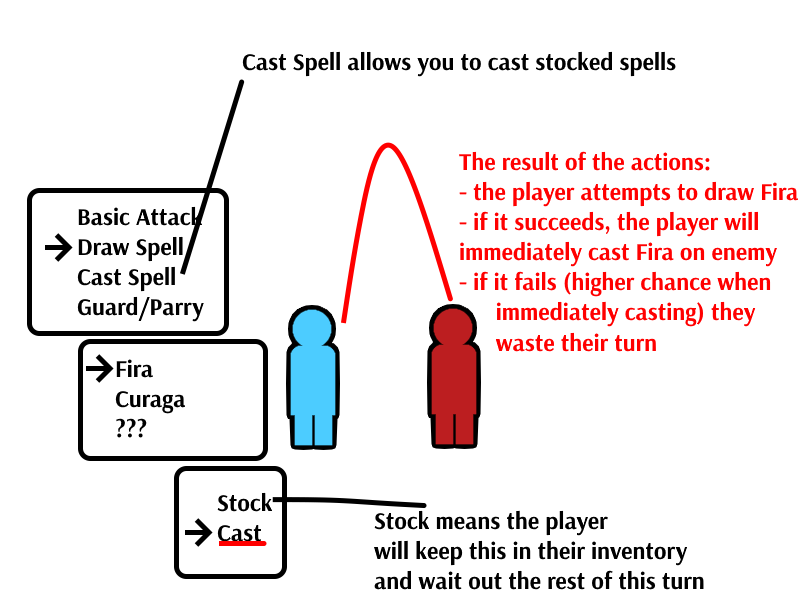 Cast Spell allows you to cast stocked spells
The result of the actions:
- the player attempts to draw Fira
- if it succeeds, the player will
immediately cast Fira on enemy
- if it fails (higher chance when
immediately casting) they
waste their turn
Basic Attack
Draw Spell
Cast Spell
Guard/Parry
Fira
Curaga
???
Stock
Cast
Stock means the player
will keep this in their inventory
and wait out the rest of this turn